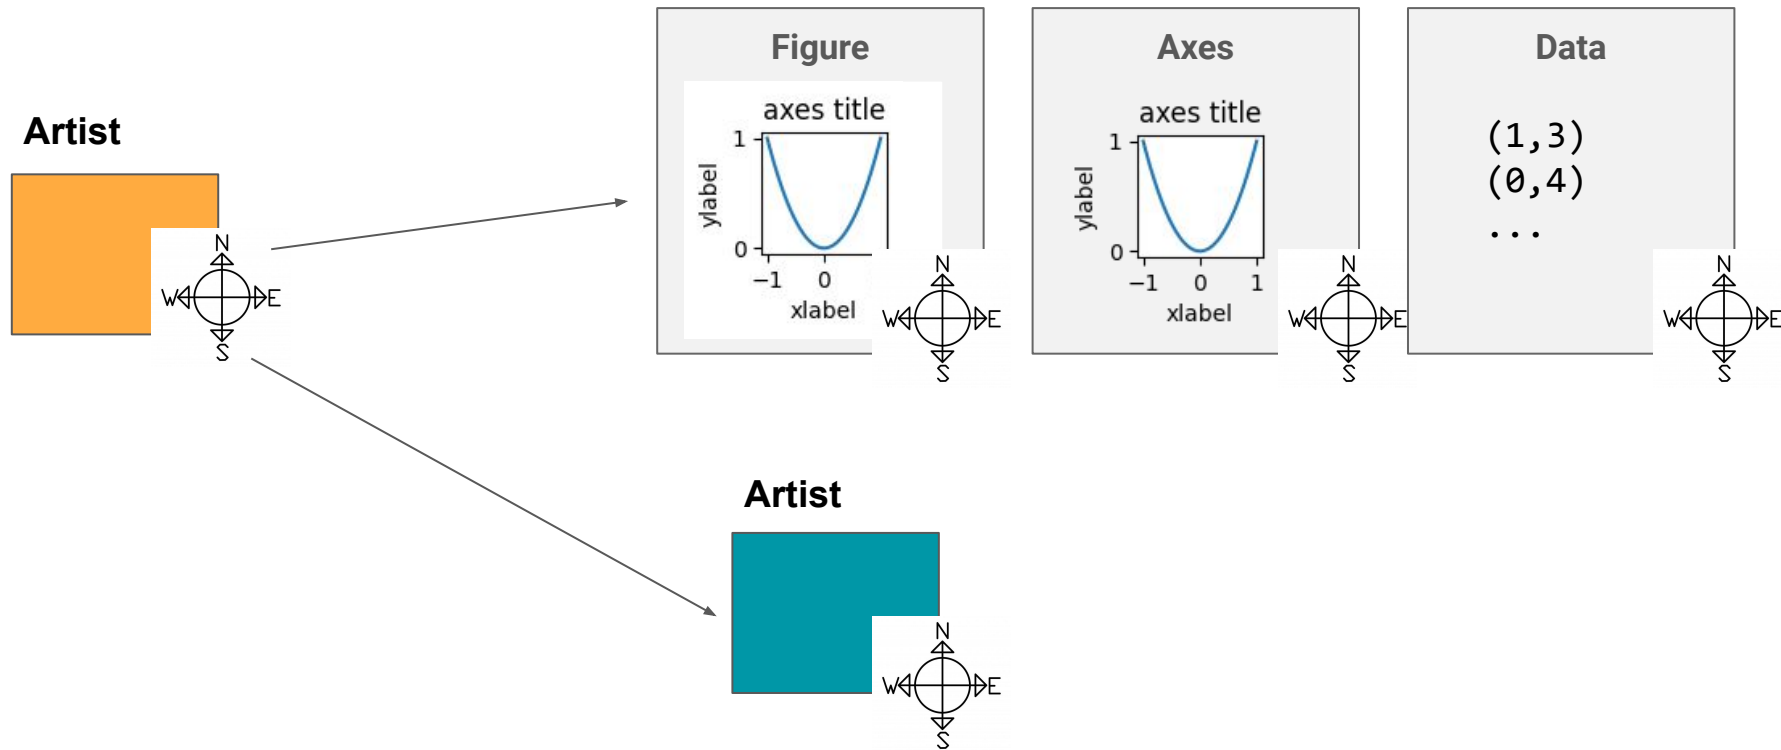 Artist
N
W E
S
Figure
axes title
1
ylabel
0
−1 0
xlabel
N
W E
S
Axes
axes title
1
ylabel
0
−1 0 1
xlabel
N
W E
S
Data
(1,3)
(0,4)
...
N
W E
S
Artist
N
W E
S